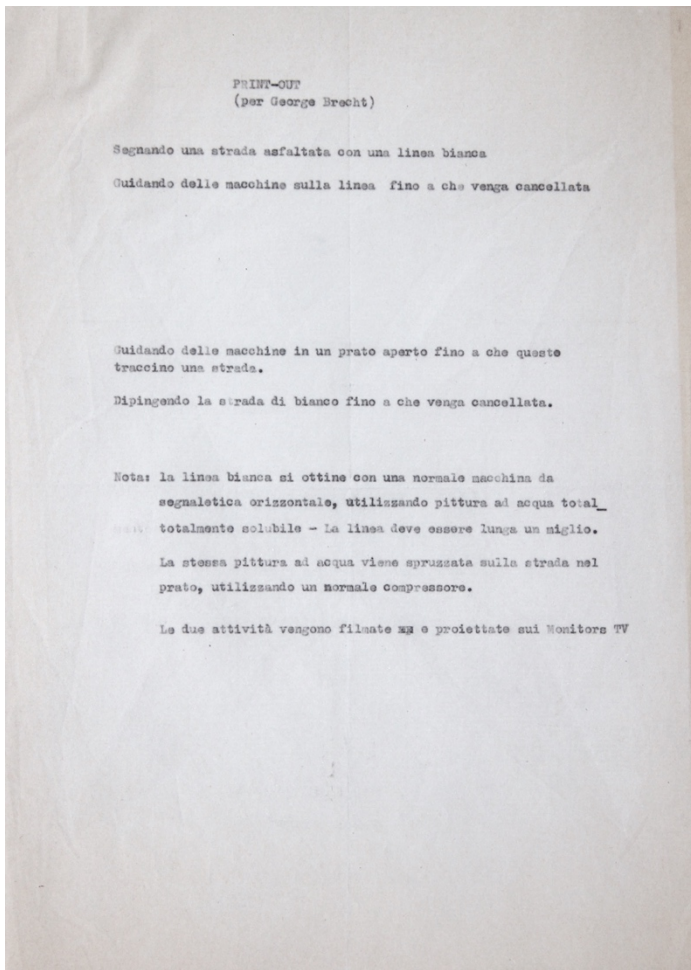 PRINT-OUT
(per George Brecht)
Segnando una strada asfaltata con una linea bianca
Guidando delle macchine sulla linea fino a che venga cancellata
Guidando delle macchine in un prato aperto fino a che queste
traccino una strada.
Dipingendo la strada di bianco fino a che venga cancellata.
Nota: la linea bianca si ottine con una normale macchina da
segnaletica orizzontale, utilizzando pittura ad acqua total_
totalmente solubile - La linea deve essere lunga un miglio.
La stessa pittura ad acqua viene spruzzata sulla strada nel
prato, utilizzando un normale compressore.
Le due attività vengono filmate e proiettate sui Monitors TV